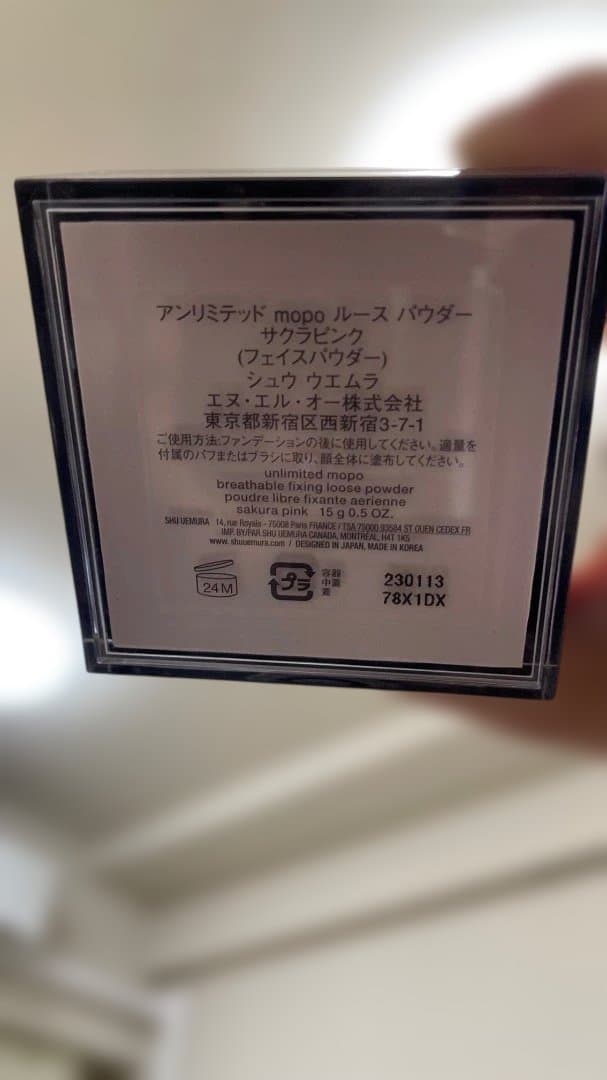 アンリミテッド mopo ルース パウダー
サクラピンク
(フェイスパウダー)
シュウ ウエムラ
エヌ・エル・オー株式会社
東京都新宿区西新宿3-7-1
ご使用方法:ファンデーションの後に使用してください。適量を
付属のパフまたはブラシに取り、顔全体に塗布してください。
unlimited mopo
breathable fixing loose powder
poudre libre fixante aerienne
sakura pink 15 g 0.5 OZ.
SHU UEMURA 14, rue Royale - 75008 Paris FRANCE / TSA 75000 93584 ST OUEN CEDEX FR
IMP. BY/PAR SHU UEMURA CANADA, MONTRÉAL, H4T 1K5
www. shuuemura.com / DESIGNED IN JAPAN, MADE IN KOREA
24 M
プラ
容器
中蓋
蓋
230113
78X1DX